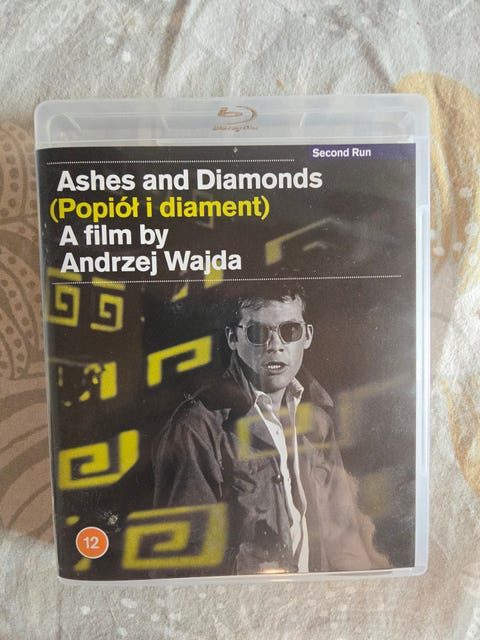 Blu-ray Disc
Second Run
Ashes and Diamonds
(Popiół i diament)
A film by
Andrzej Wajda
12